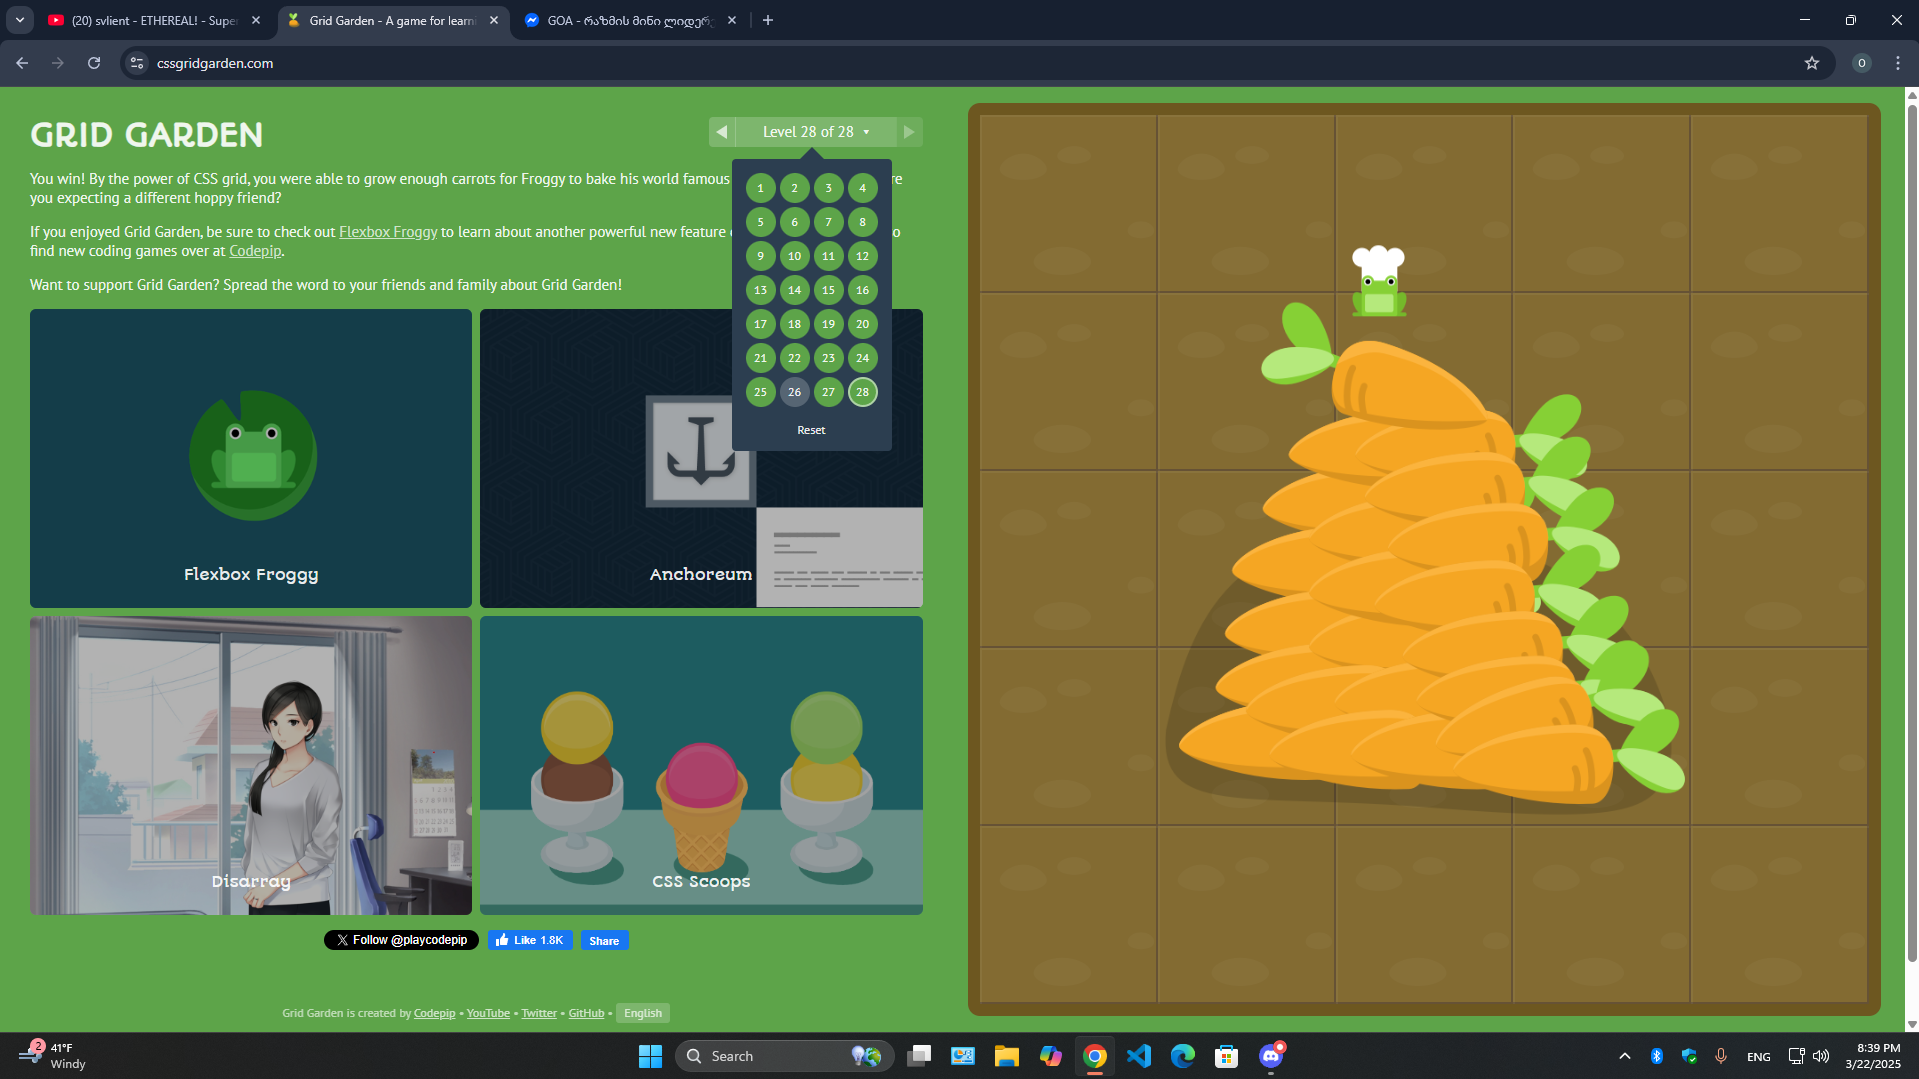 (20) svlient - ETHEREAL! - Supe
Grid Garden - A game for learni
GOA - რაზმის მინი ლიდერ
cssgridgarden.com
O
GRID GARDEN
Level 28 of 28
You win! By the power of CSS grid, you were able to grow enough carrots for Froggy to bake his world famous
re
you expecting a different hoppy friend?
If you enjoyed Grid Garden, be sure to check out Flexbox Froggy to learn about another powerful new feature
so
find new coding games over at Codepip.
Want to support Grid Garden? Spread the word to your friends and family about Grid Garden!
1 2 3 4
5 6 7 8
9 10 11 12
13 14 15 16
17 18 19 20
21 22 23 24
25 26 27 28
Reset
Flexbox Froggy
Anchoreum
Disarray
CSS Scoops
X Follow @playcodepip
Like 1.8K
Share
Grid Garden is created by Codepip • YouTube • Twitter • GitHub • English
2
41°F
Windy
Search
ENG
8:39 PM
3/22/2025